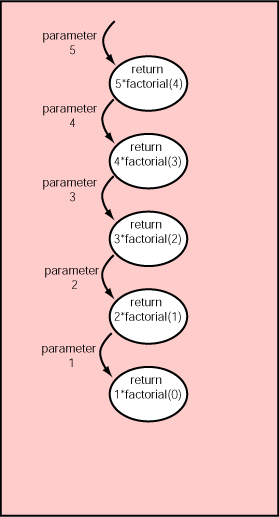 parameter
5
return
5*factorial(4)
parameter
4
return
4*factorial(3)
parameter
3
return
3*factorial(2)
parameter
2
return
2*factorial(1)
parameter
1
return
1*factorial(0)